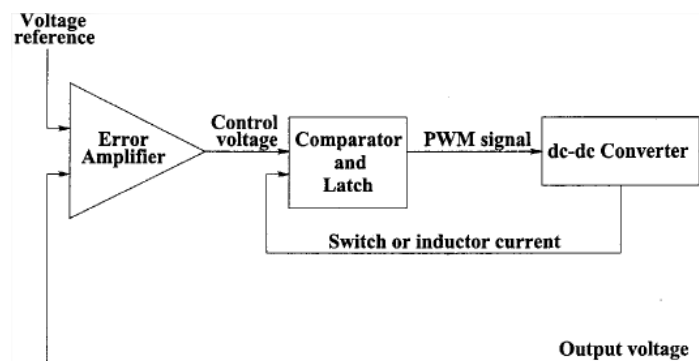 Voltage
reference
Error
Amplifier
Control
voltage
Comparator
and
Latch
PWM signal
dc-dc Converter
Switch or inductor current
Output voltage